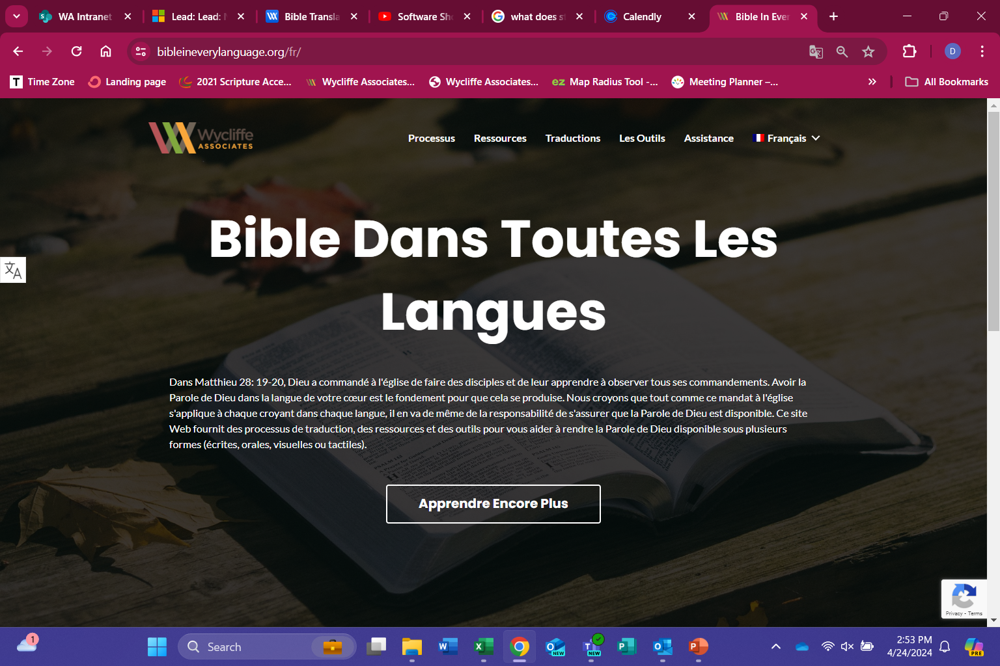 WA Intranet
Lead: Lead:
Bible Transla
Software Sh
what does s
Calendly
Bible In Ever
bibleineverylanguage.org/fr/
D
T Time Zone
Landing page
2021 Scripture Acce...
Wycliffe Associates...
Wycliffe Associates...
ez Map Radius Tool -...
Meeting Planner –...
All Bookmarks
Wycliffe
ASSOCIATES
Processus
Ressources
Traductions
Les Outils
Assistance
Français
Bible Dans Toutes Les
Langues
Dans Matthieu 28: 19-20, Dieu a commandé à l'église de faire des disciples et de leur apprendre à observer tous ses commandements. Avoir la
Parole de Dieu dans la langue de votre cœur est le fondement pour que cela se produise. Nous croyons que tout comme ce mandat à l'église
s'applique à chaque croyant dans chaque langue, il en va de même de la responsabilité de s'assurer que la Parole de Dieu est disponible. Ce site
Web fournit des processus de traduction, des ressources et des outils pour vous aider à rendre la Parole de Dieu disponible sous plusieurs
formes (écrites, orales, visuelles ou tactiles).
Apprendre Encore Plus
Privacy - Terms
1
Search
NEW
NEW
2:53 PM
4/24/2024
PRE